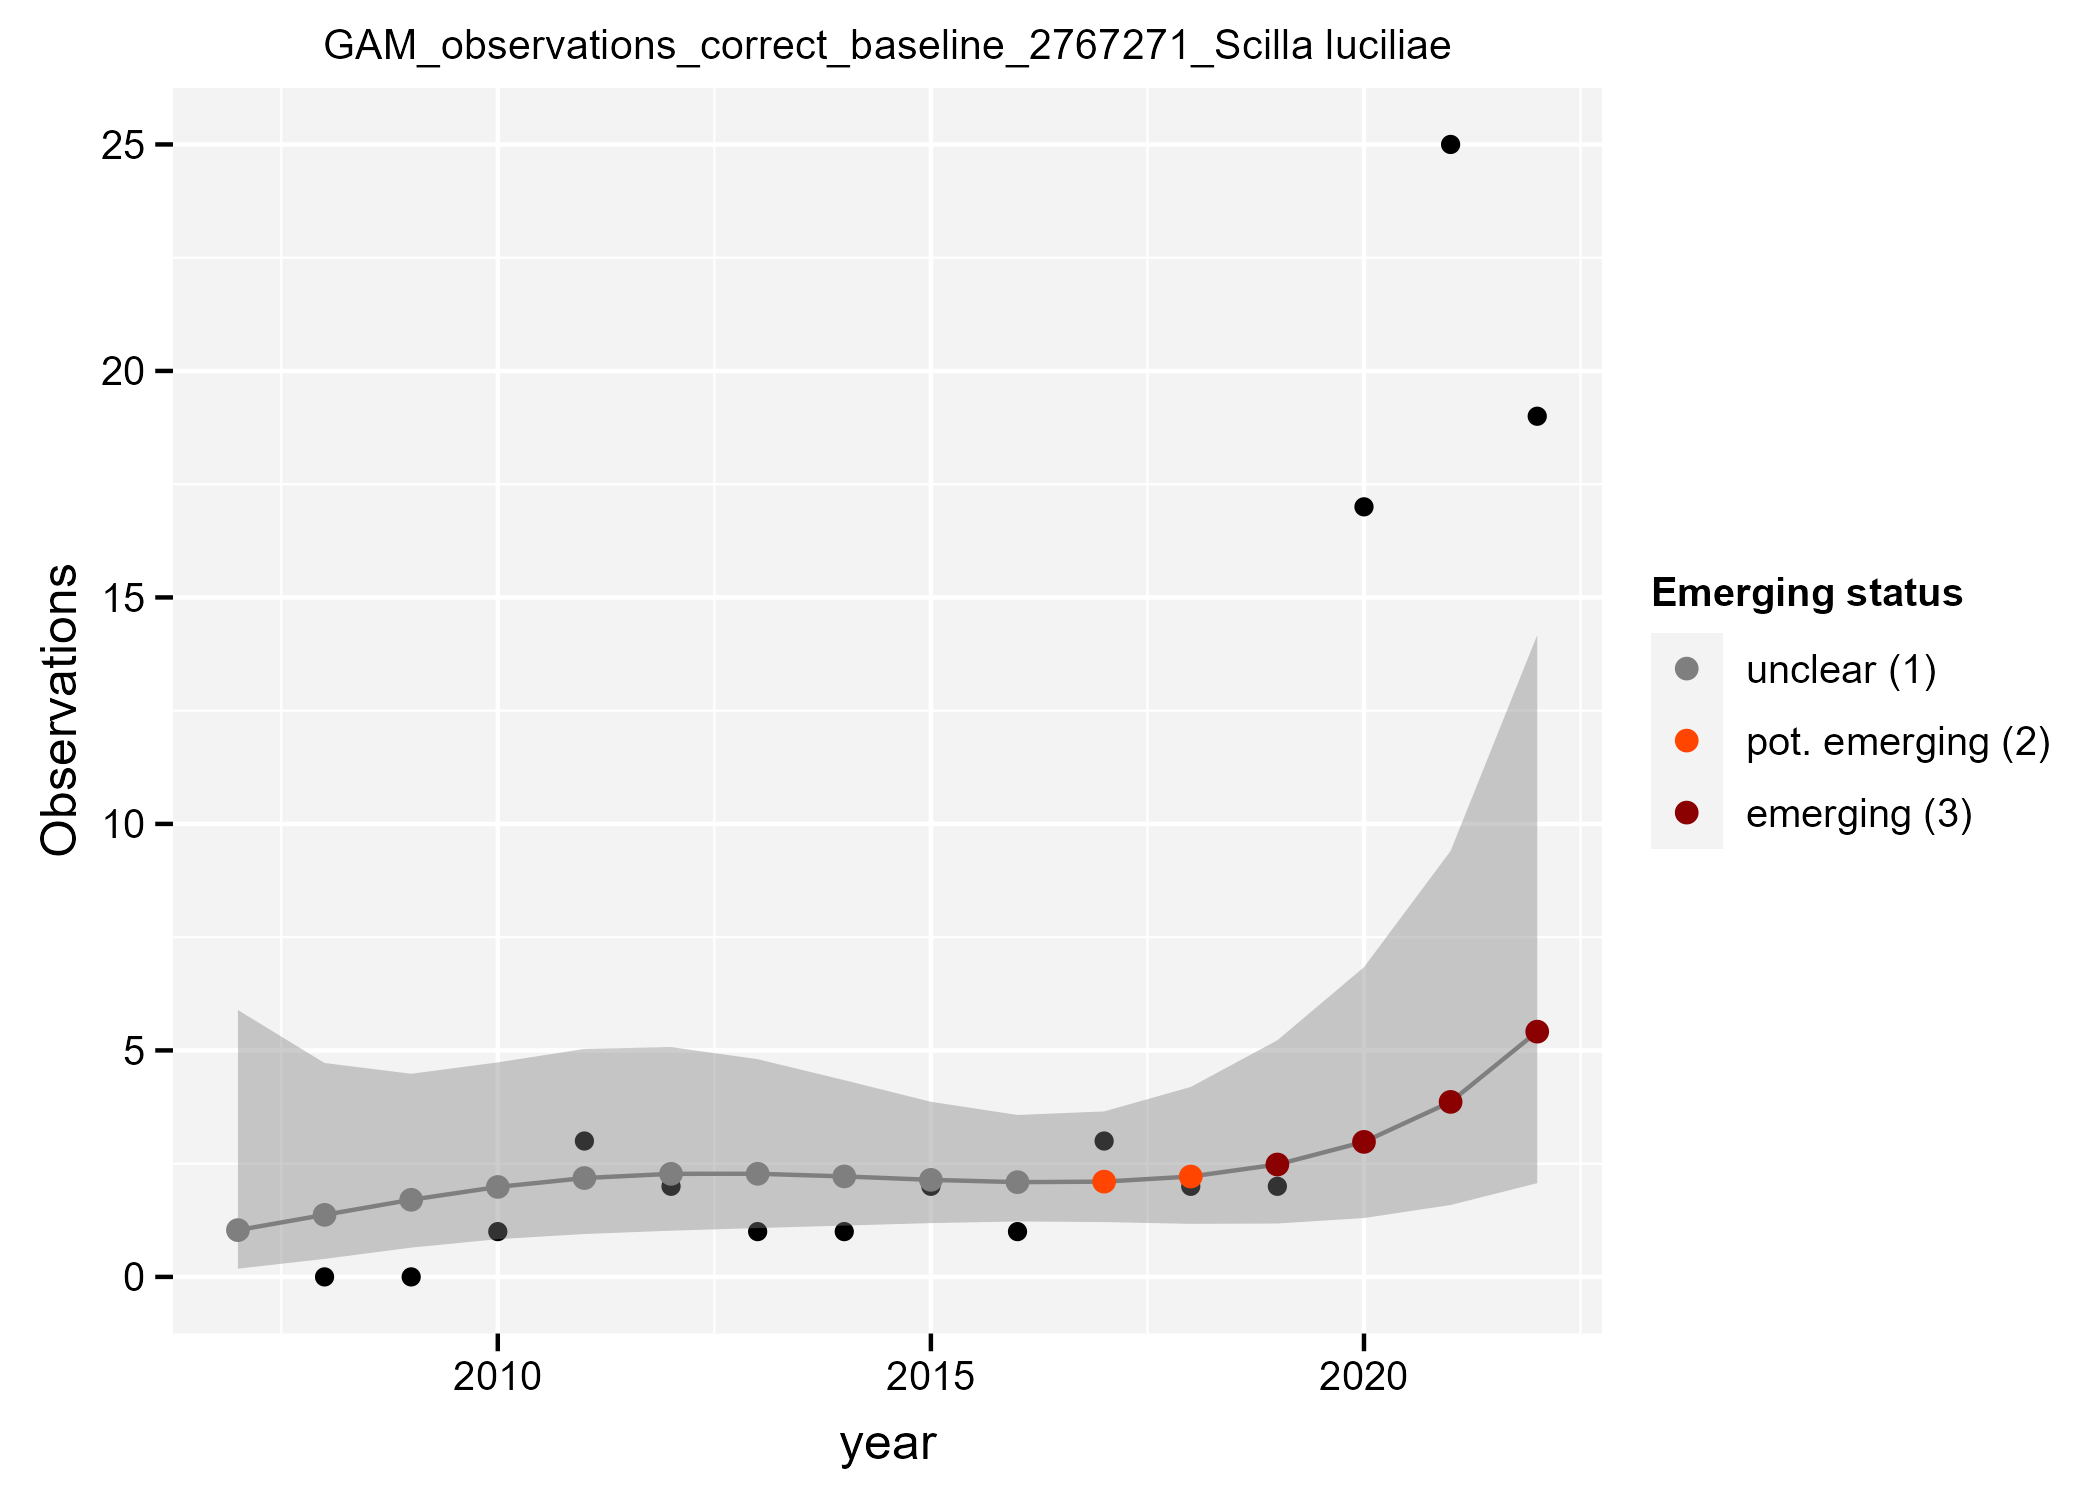 GAM_observations_correct_baseline_2767271_Scilla luciliae
Observations
25
20
15
10
5
0
2010
2015
2020
year
Emerging status
unclear (1)
pot. emerging (2)
emerging (3)